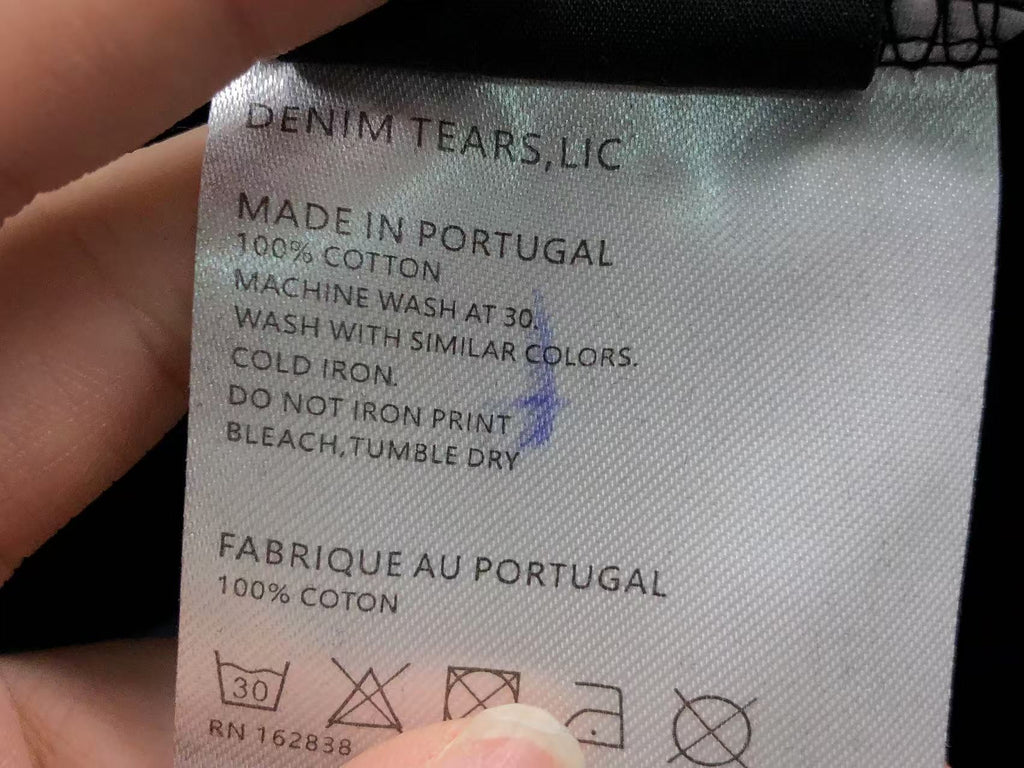 DENIM TEARS,LIC
MADE IN PORTUGAL
100% COTTON
MACHINE WASH AT 30.
WASH WITH SIMILAR COLORS.
COLD IRON.
DO NOT IRON PRINT
BLEACH,TUMBLE DRY
FABRIQUE AU PORTUGAL
100% COTON
30
RN 162838